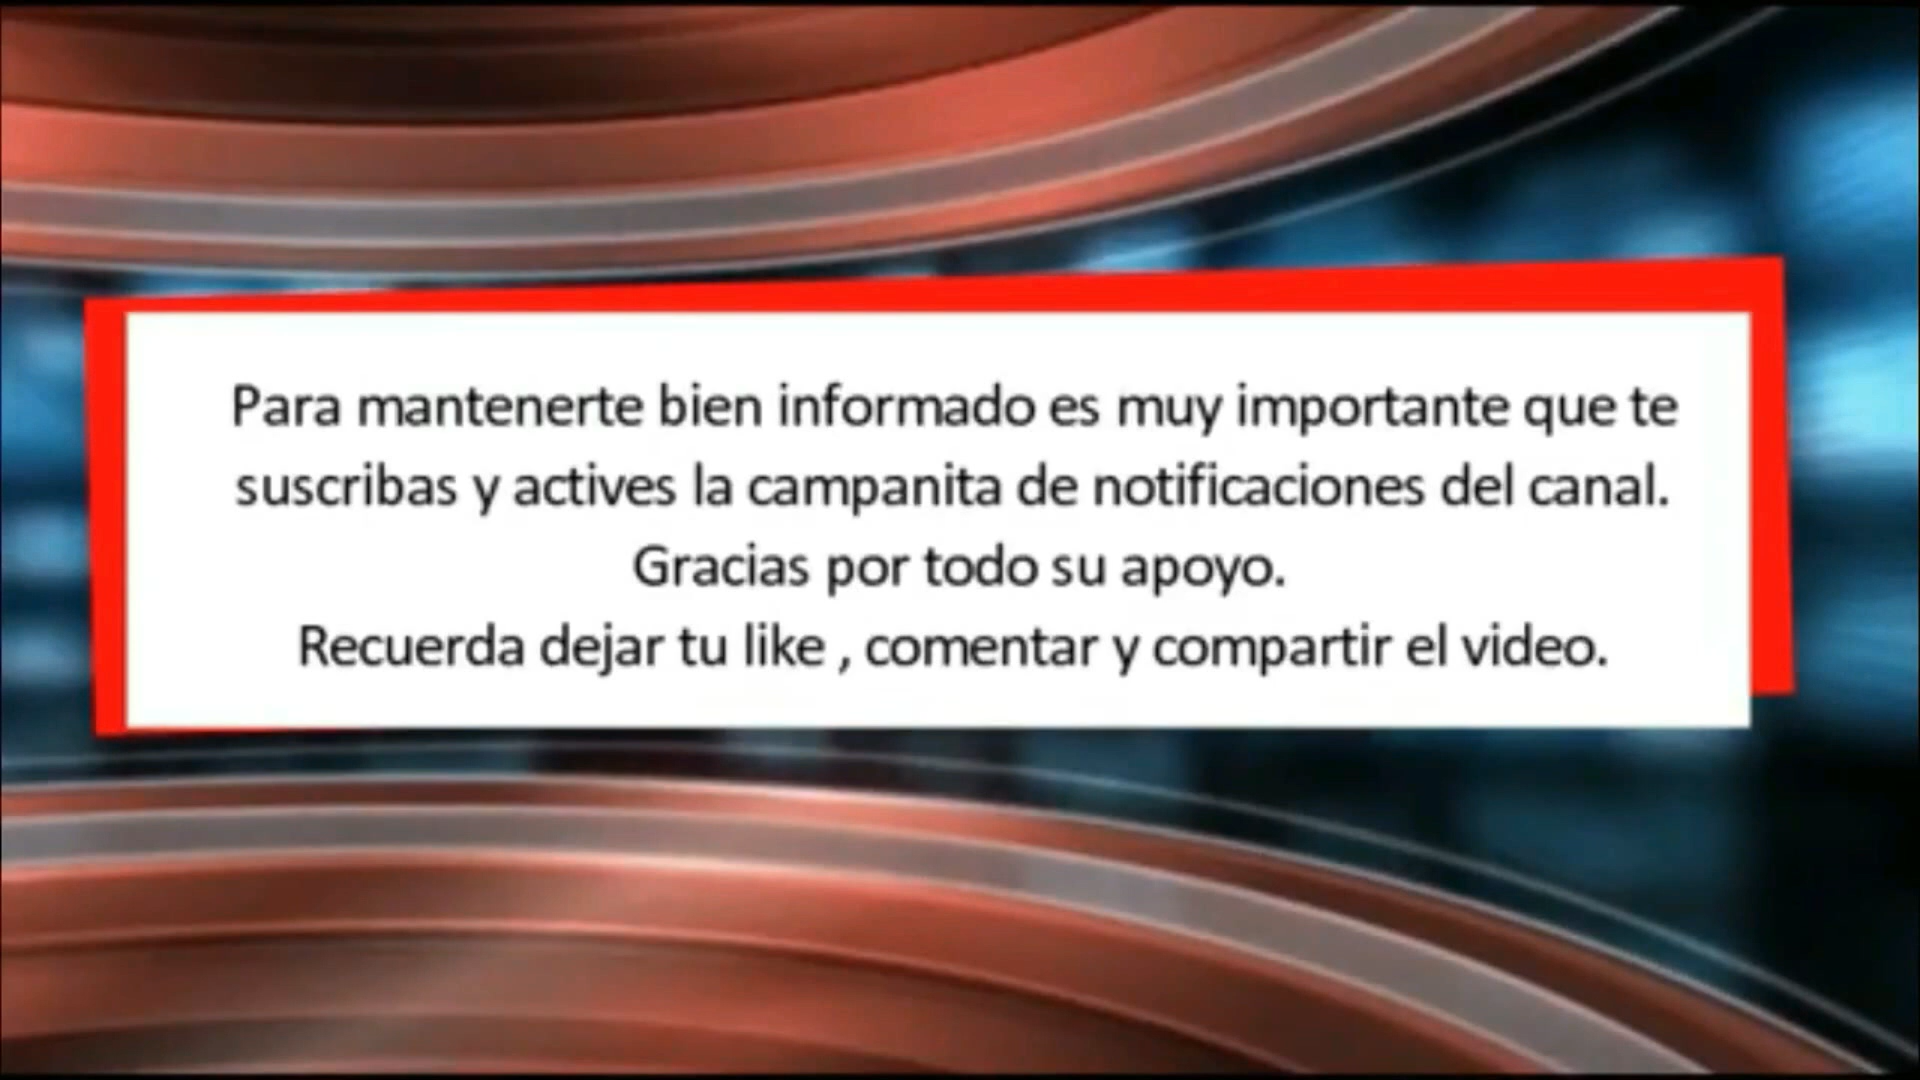 Para mantenerte bien informado es muy importante que te
suscribas y actives la campanita de notificaciones del canal.
Gracias por todo su apoyo.
Recuerda dejar tu like , comentar y compartir el video.